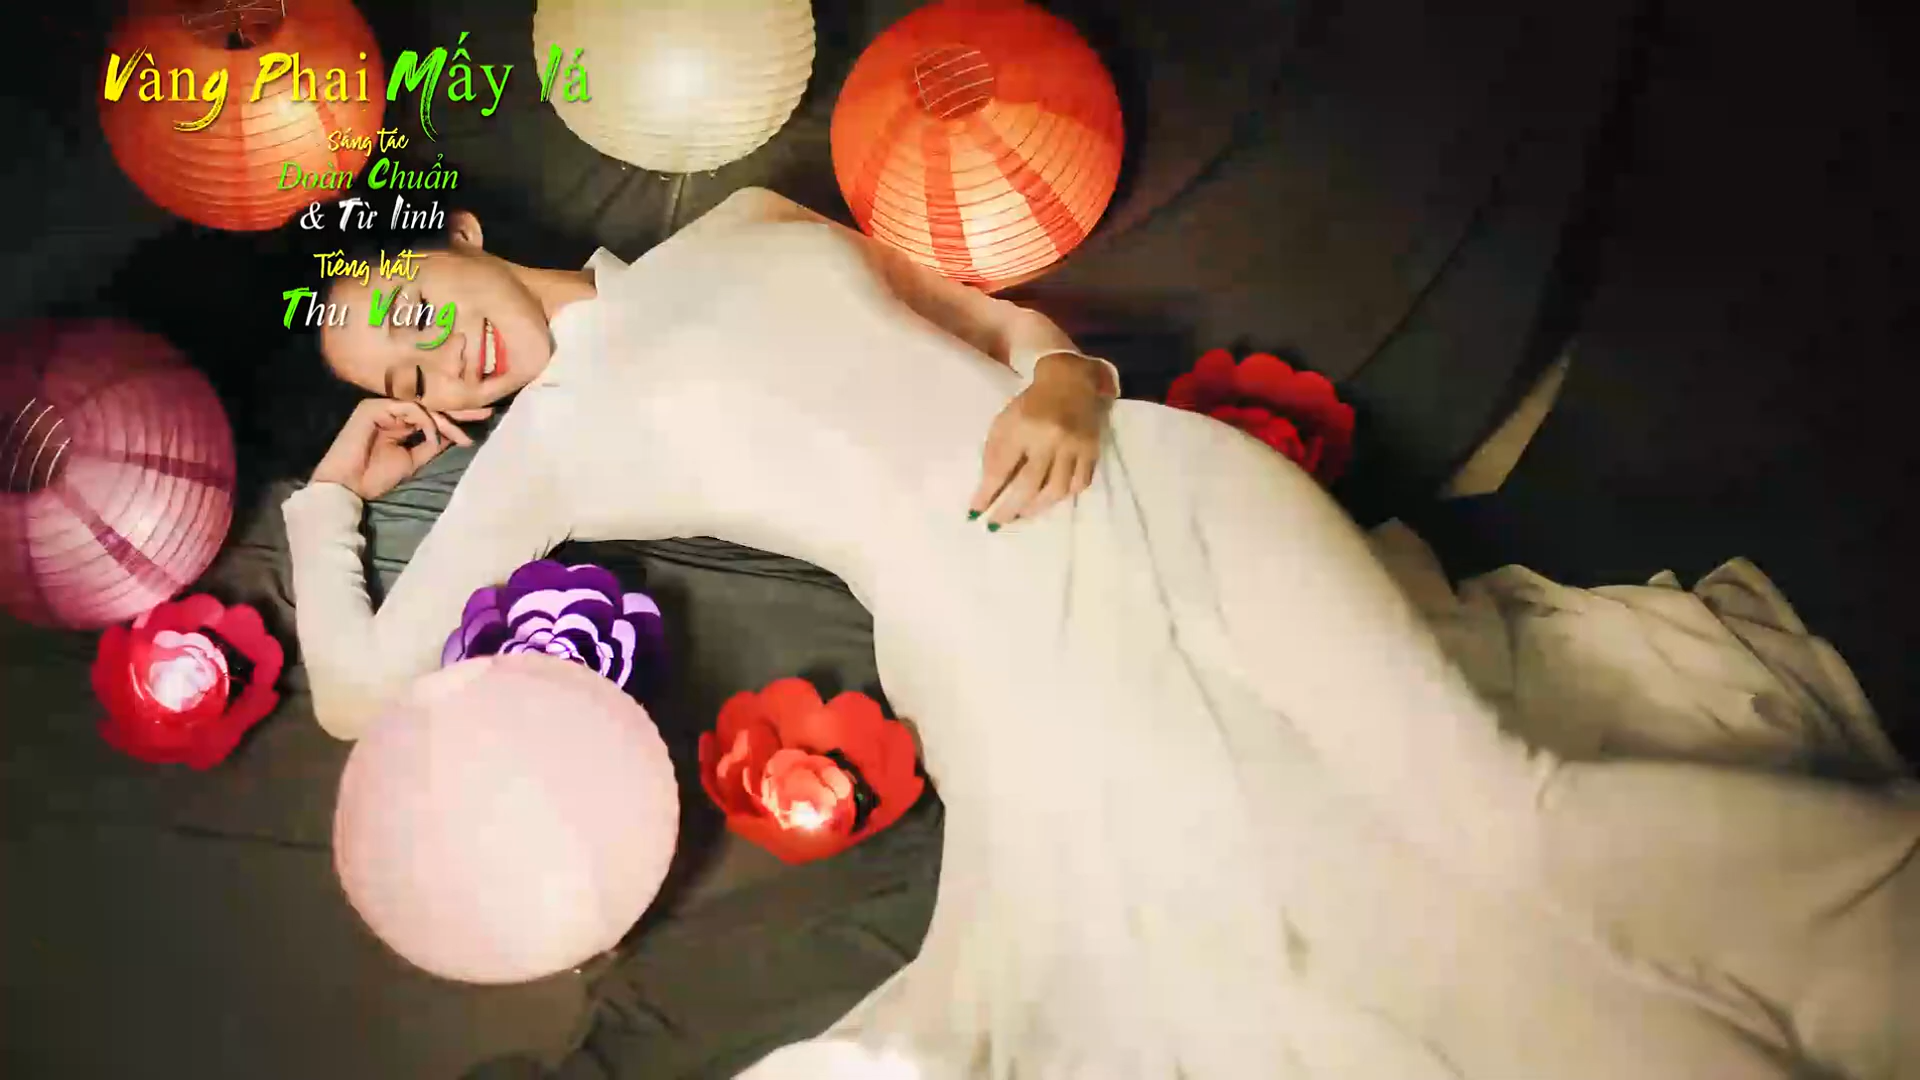 Vàng Phai Mấy lá
Sáng tác
Đoàn Chuẩn
& Từ linh
Tiếng hát
Thu Vàng